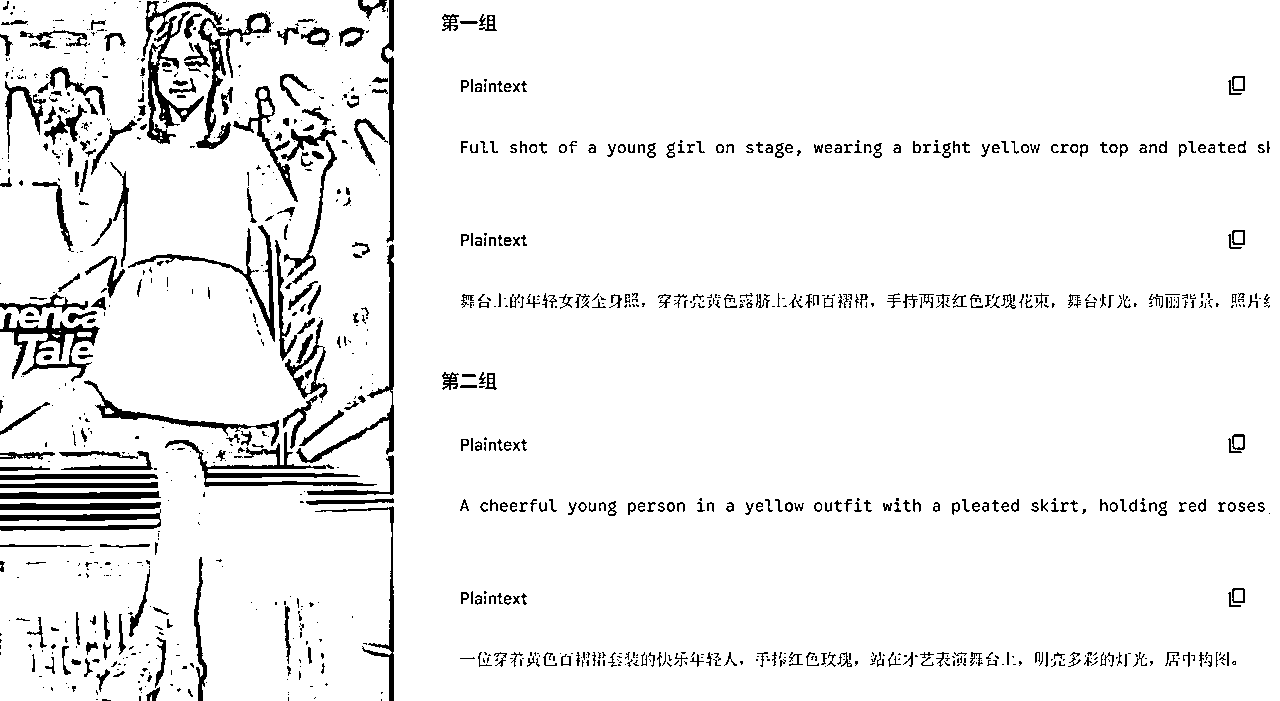 merica
Tale
第一组
Plaintext
Full shot of a young girl on stage, wearing a bright yellow crop top and pleated sk
Plaintext
舞台上的年轻女孩全身照，穿着亮黄色露脐上衣和百褶裙，手持两束红色玫瑰花束，舞台灯光，绚丽背景，照片级
第二组
Plaintext
A cheerful young person in a yellow outfit with a pleated skirt, holding red roses,
Plaintext
一位穿着黄色百褶裙套装的快乐年轻人，手捧红色玫瑰，站在才艺表演舞台上，明亮多彩的灯光，居中构图。